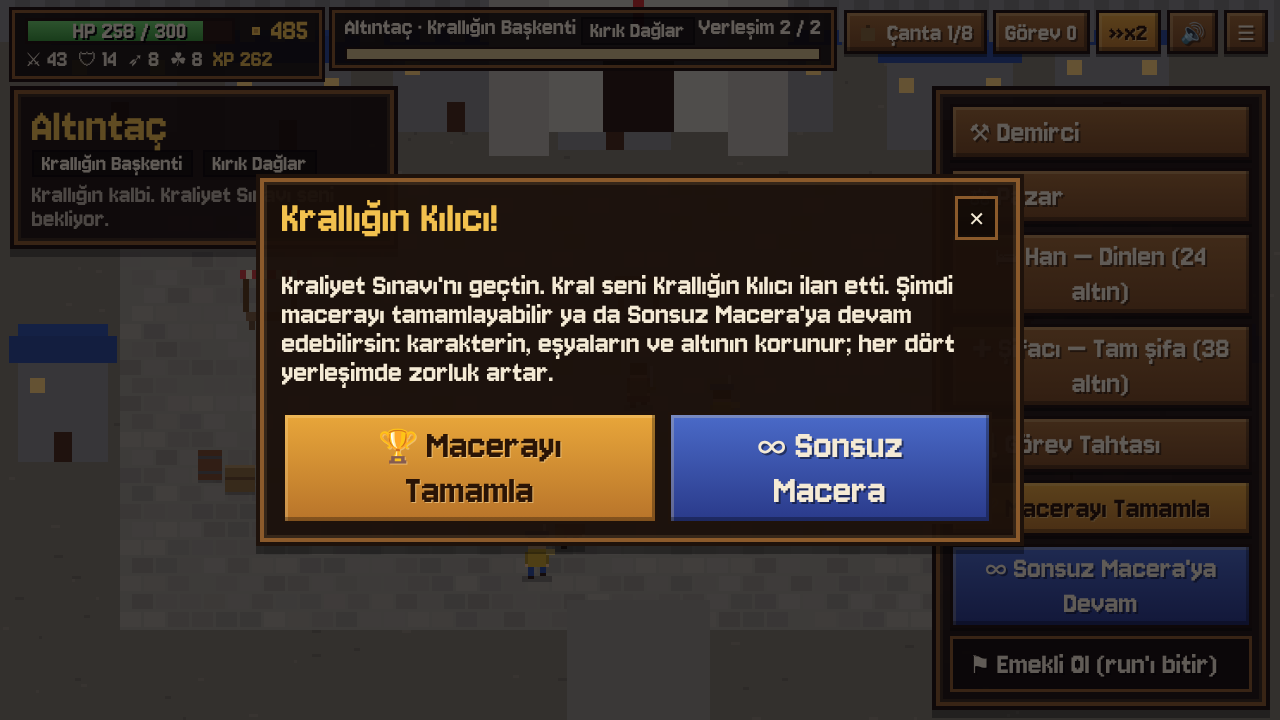 HP 258 / 300
485
43 14 8 8 XP 262
Altıntaç · Krallığın Başkenti Kırık Dağlar Yerleşim 2 / 2
Çanta 1/8
Görev 0
»x2
☰
Altıntaç
Krallığın Başkenti Kırık Dağlar
Krallığın kalbi. Kraliyet
bekliyor.
Krallığın Kılıcı!
×
Kraliyet Sınavı'nı geçtin. Kral seni Krallığın Kılıcı ilan etti. Şimdi
macerayı tamamlayabilir ya da Sonsuz Macera'ya devam
edebilirsin: karakterin, eşyaların ve altının korunur; her dört
yerleşimde zorluk artar.
🏆 Macerayı
Tamamla
∞ Sonsuz
Macera
⚒ Demirci
Han — Dinlen (24
altın)
— Tam şifa (38
altın)
Görev Tahtası
Macerayı Tamamla
∞ Sonsuz Macera'ya
Devam
⚑ Emekli Ol (run'ı bitir)